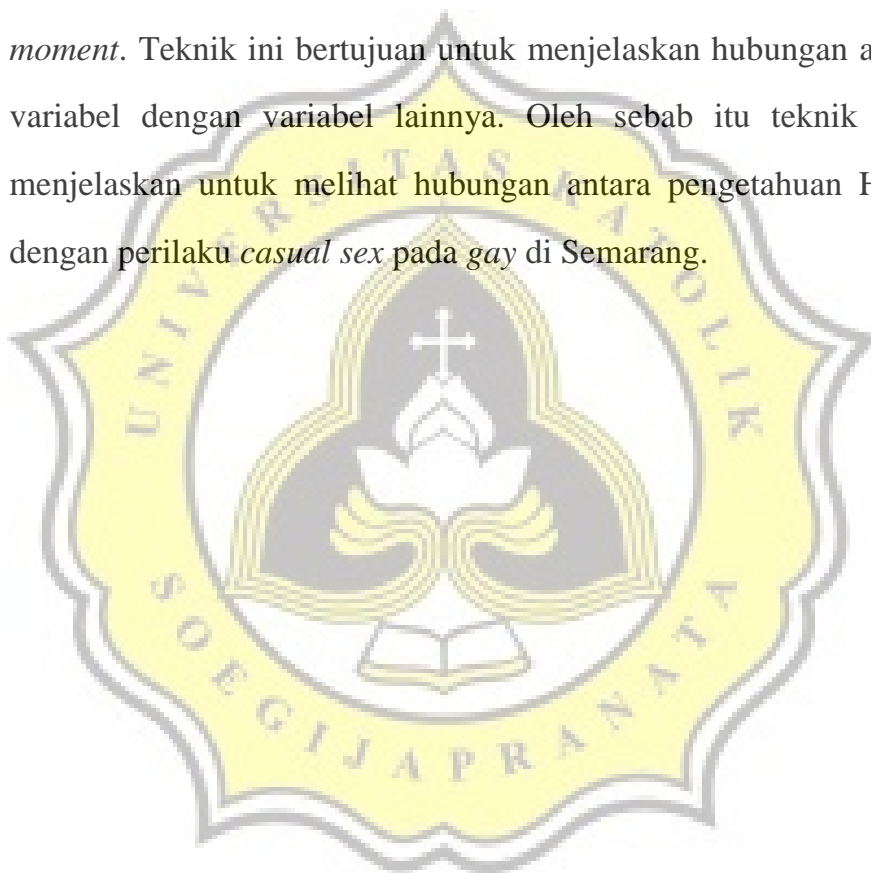 moment. Teknik ini bertujuan untuk menjelaskan hubungan a
variabel dengan variabel lainnya. Oleh sebab itu teknik
menjelaskan untuk melihat hubungan antara pengetahuan H
dengan perilaku casual sex pada gay di Semarang.
UNIVERSITAS KATOLIK
SOEGIJAPRANATA